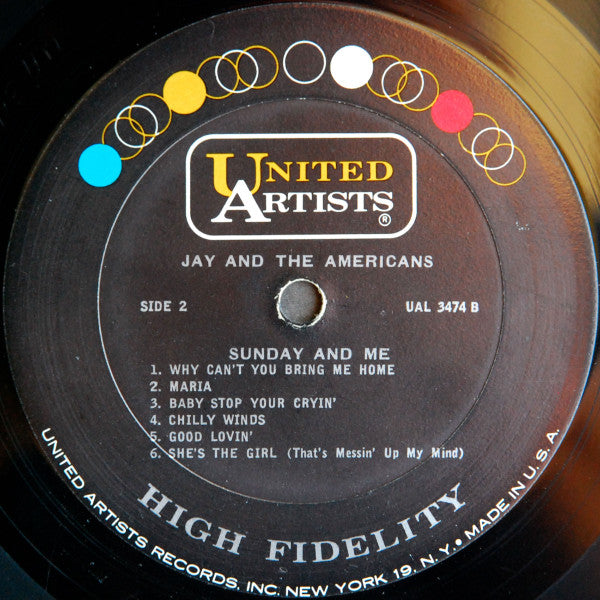 UNITED
ARTISTS
®
JAY AND THE AMERICANS
SIDE 2
UAL 3474 B
SUNDAY AND ME
1. WHY CAN'T YOU BRING ME HOME
2. MARIA
3. BABY STOP YOUR CRYIN'
4. CHILLY WINDS
5. GOOD LOVIN'
6. SHE'S THE GIRL (That's Messin' Up My Mind)
HIGH FIDELITY
UNITED ARTISTS RECORDS, INC. NEW YORK 19, N.Y. • MADE IN U.S.A.